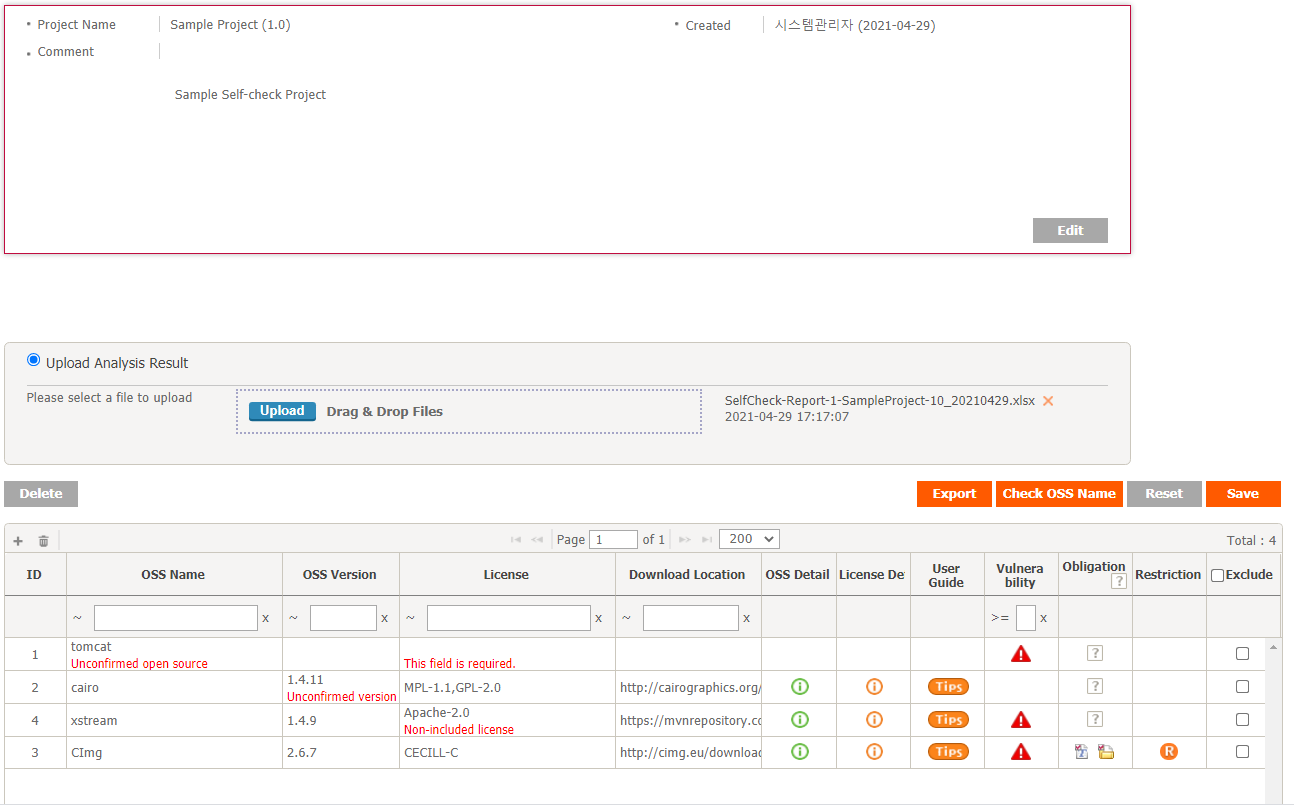 Project Name Sample Project (1.0) Created 시스템관리자 (2021-04-29)
Comment
Sample Self-check Project
Edit
Upload Analysis Result
Please select a file to upload Upload Drag & Drop Files SelfCheck-Report-1-SampleProject-10_20210429.xlsx
2021-04-29 17:17:07
Delete Export Check OSS Name Reset Save
Page 1 of 1 200 Total : 4
ID OSS Name OSS Version License Download Location OSS Detail License De User Guide Vulnera bility Obligation ? Restriction Exclude
~ x ~ x ~ x ~ x >= x
1 tomcat ?
Unconfirmed open source This field is required.
2 cairo 1.4.11 MPL-1.1,GPL-2.0 http://cairographics.org/ Tips ?
Unconfirmed version
4 xstream 1.4.9 Apache-2.0 https://mvnrepository.co Tips ?
Non-included license
3 CImg 2.6.7 CECILL-C http://cimg.eu/download Tips R